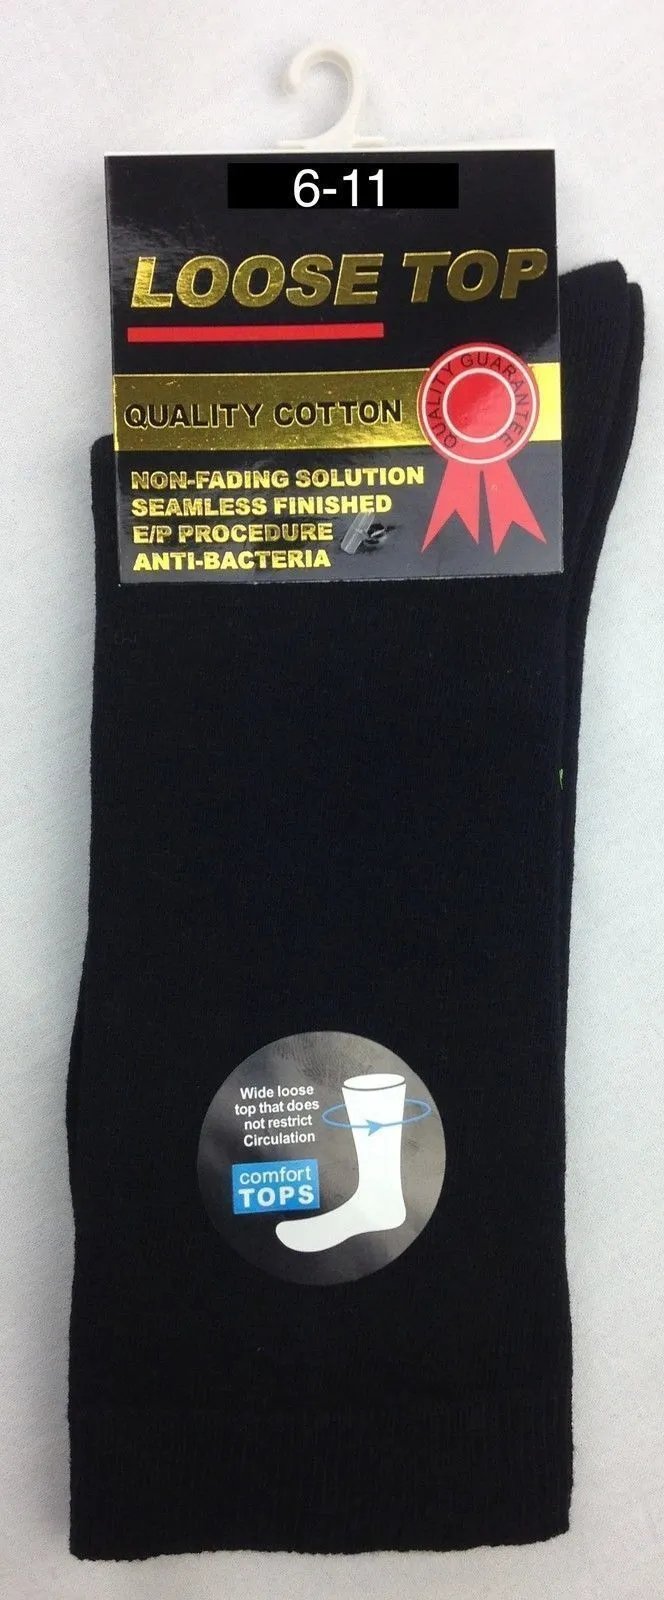 6-11
LOOSE TOP
QUALITY COTTON
QUALITY GUARANTEE
NON-FADING SOLUTION
SEAMLESS FINISHED
E/P PROCEDURE
ANTI-BACTERIA
Wide loose
top that does
not restrict
Circulation
comfort
TOPS